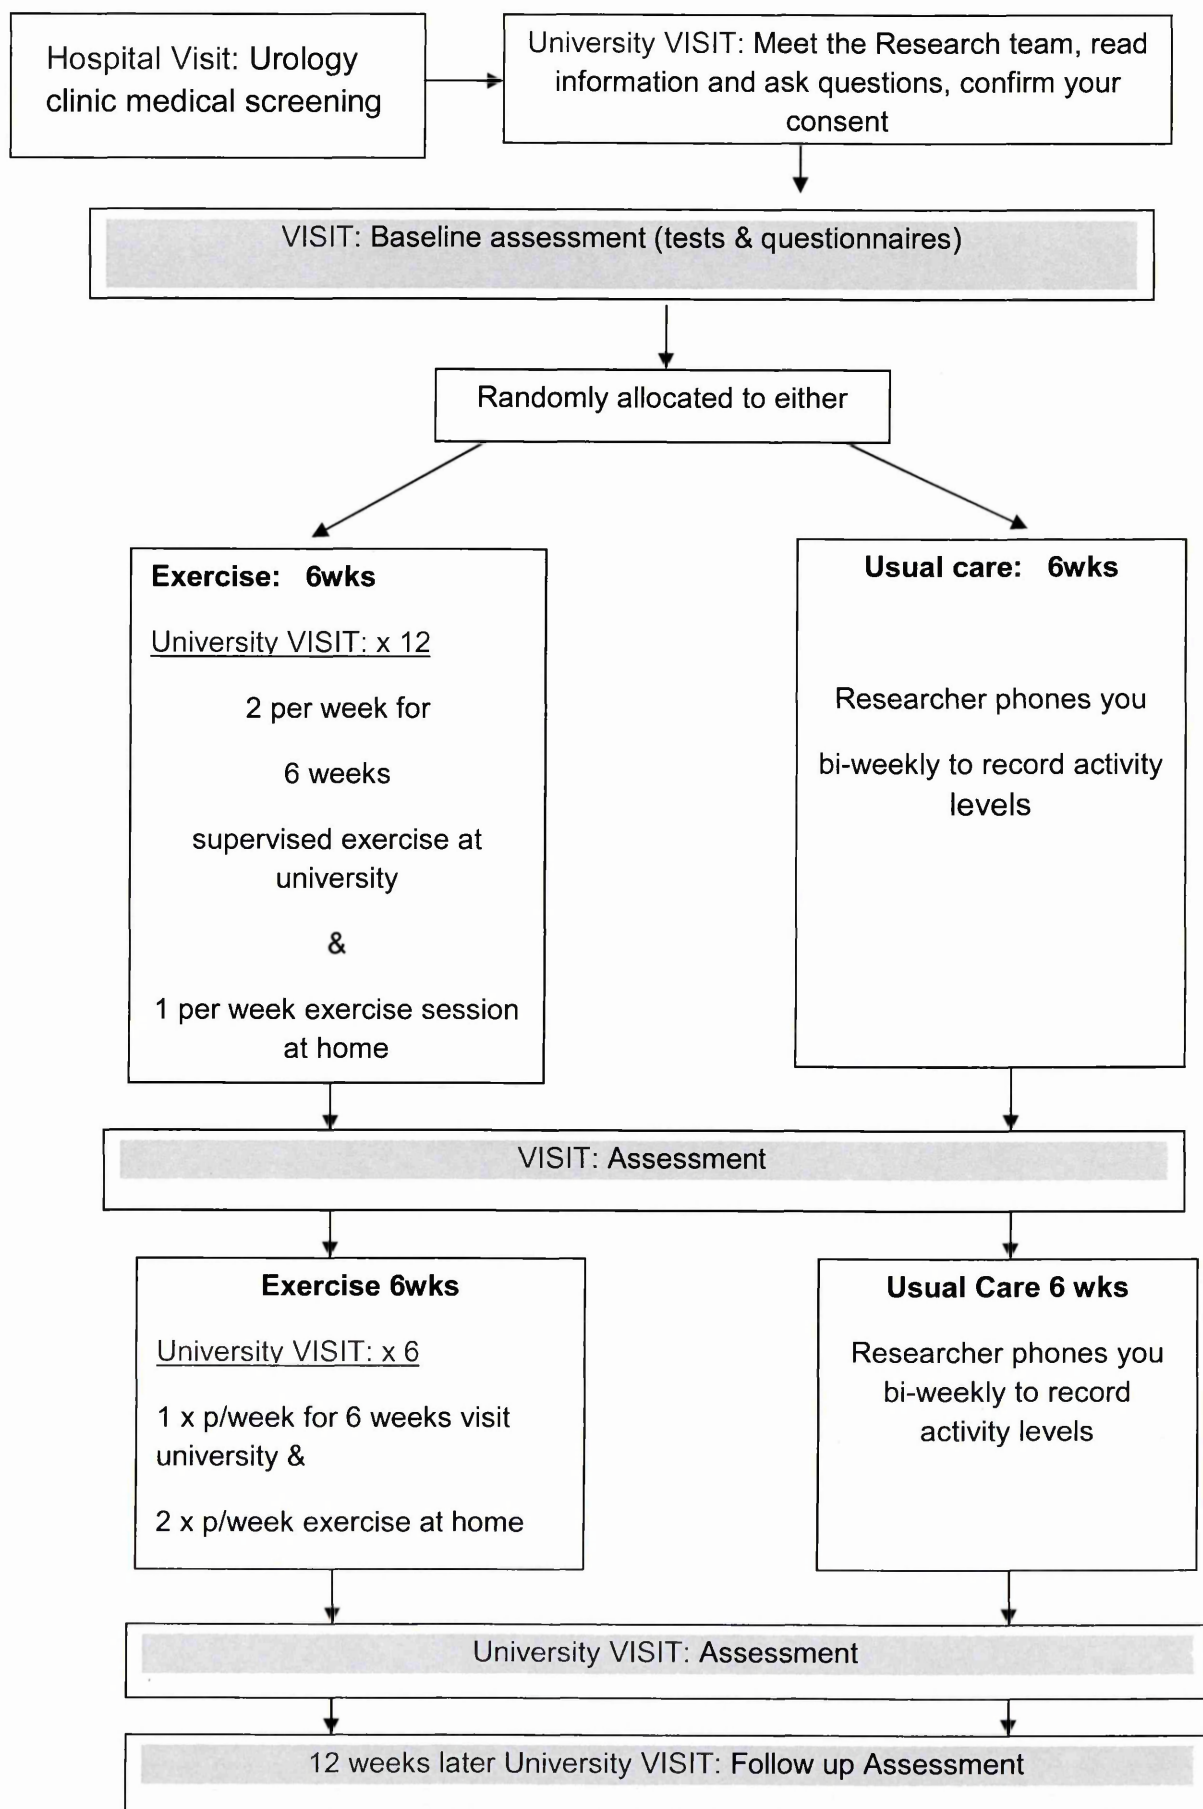 Hospital Visit: Urology
clinic medical screening
University VISIT: Meet the Research team, read
information and ask questions, confirm your
consent
VISIT: Baseline assessment (tests & questionnaires)
Randomly allocated to either
Exercise: 6wks
University VISIT: x 12
2 per week for
6 weeks
supervised exercise at
university
&
1 per week exercise session
at home
Usual care: 6wks
Researcher phones you
bi-weekly to record activity
levels
VISIT: Assessment
Exercise 6wks
University VISIT: x 6
1 x p/week for 6 weeks visit
university &
2 x p/week exercise at home
Usual Care 6 wks
Researcher phones you
bi-weekly to record
activity levels
University VISIT: Assessment
12 weeks later University VISIT: Follow up Assessment